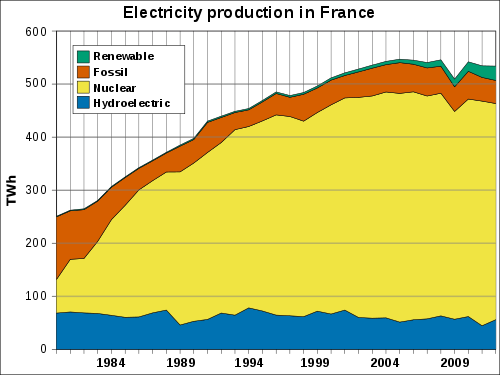 Electricity production in France
600
500
400
300
200
100
0
TWh
Renewable
Fossil
Nuclear
Hydroelectric
1984 1989 1994 1999 2004 2009